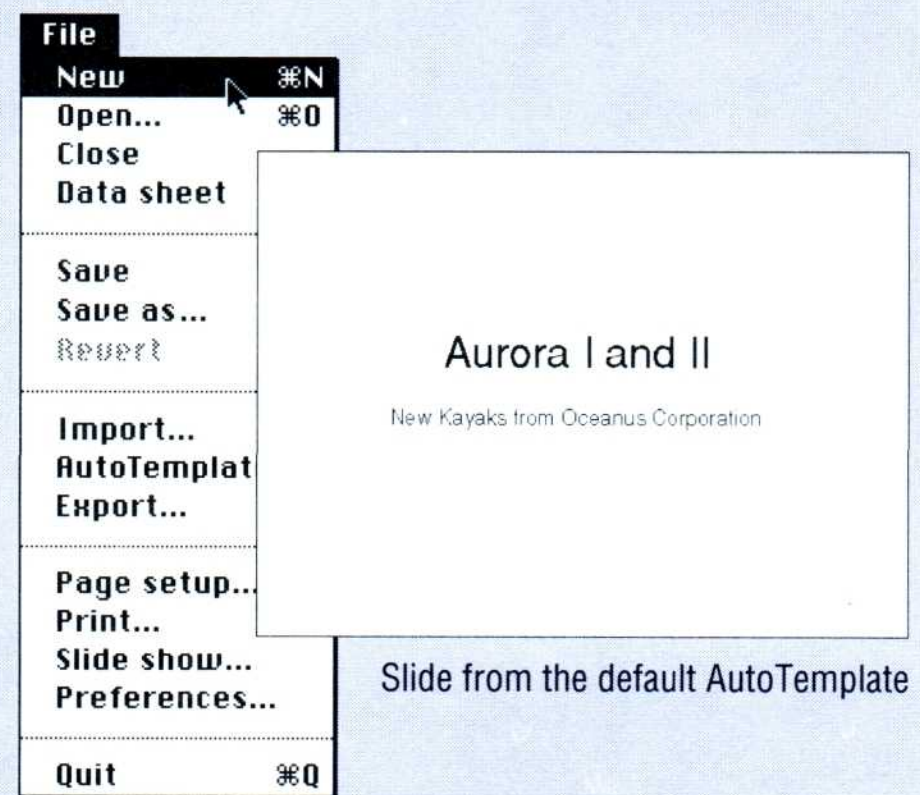 File
New ⌘N
Open... ⌘O
Close
Data sheet
Save
Save as...
Revert
Import...
AutoTemplat
Export...
Page setup...
Print...
Slide show...
Preferences...
Quit ⌘Q
Aurora I and II
New Kayaks from Oceanus Corporation
Slide from the default AutoTemplate